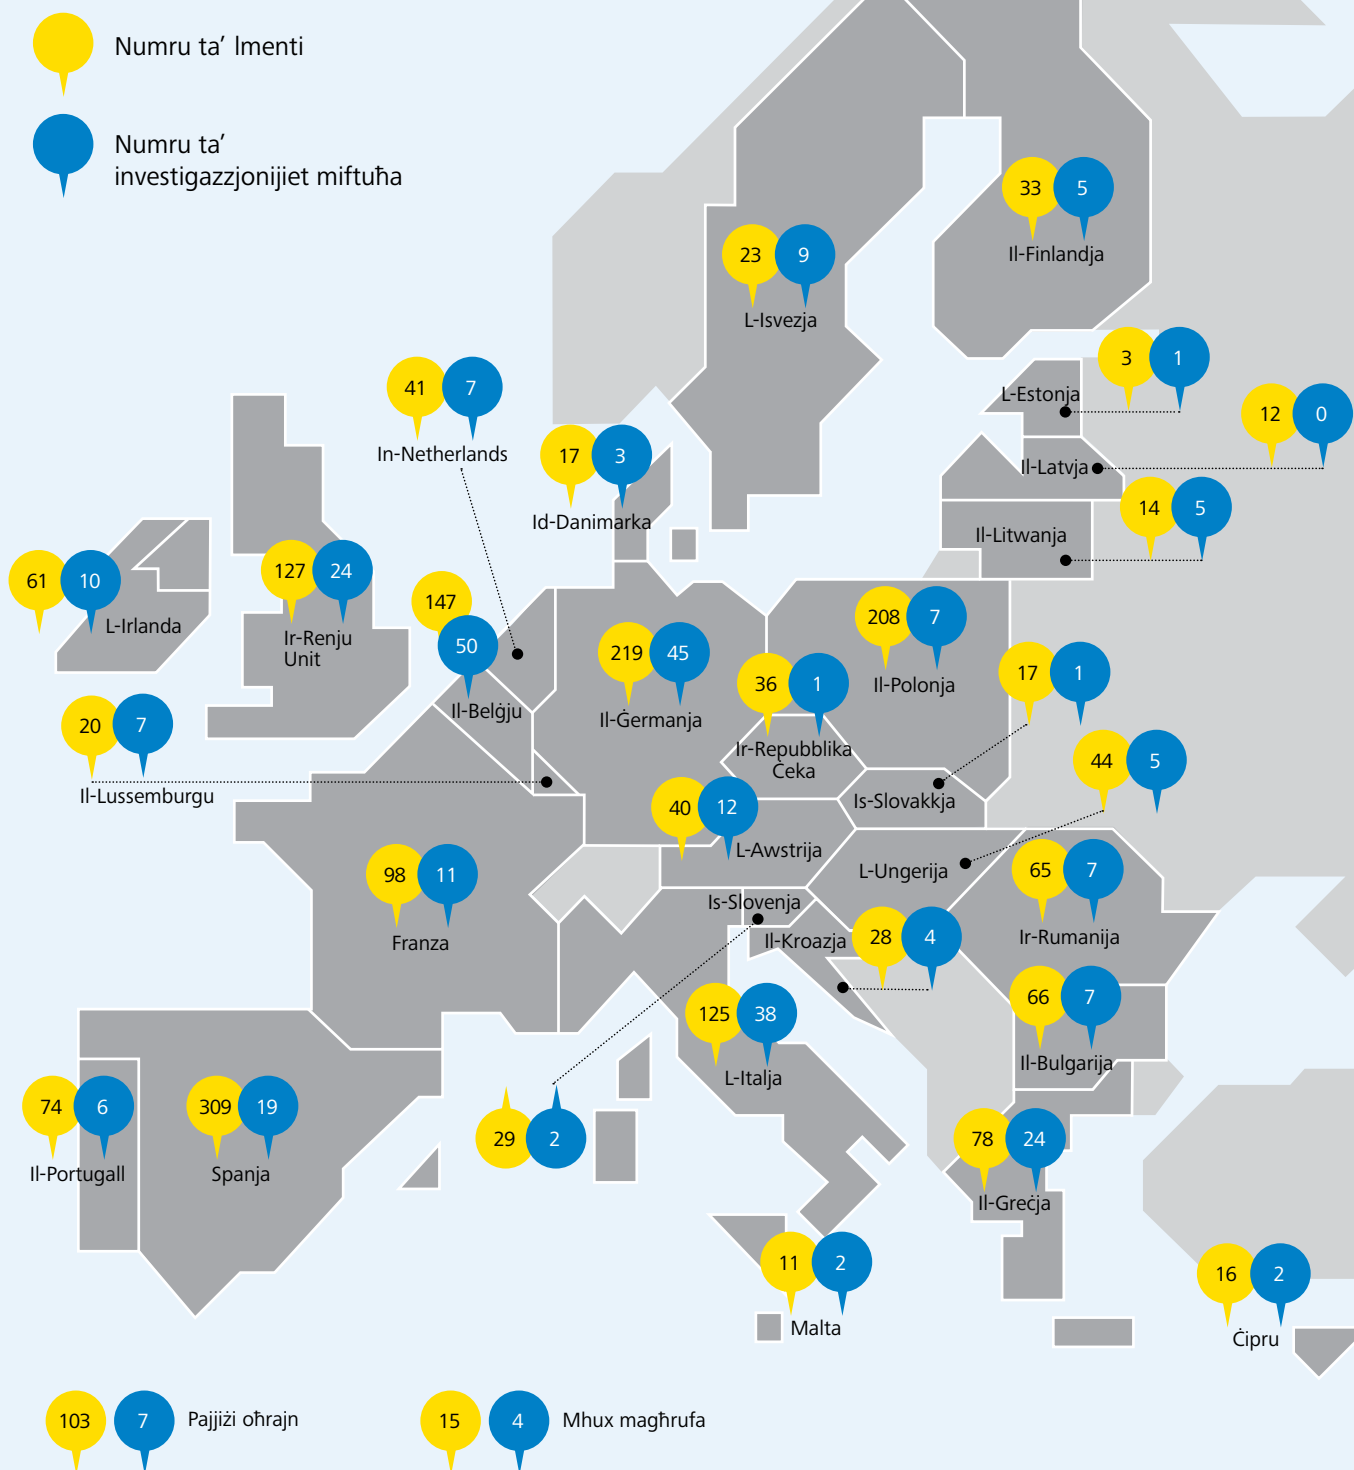 Numru ta’ lmenti
Numru ta’
investigazzjonijiet miftuħa
33 5
Il-Finlandja
23 9
L-Isvezja
3 1
L-Estonja
12 0
Il-Latvja
14 5
Il-Litwanja
41 7
In-Netherlands
17 3
Id-Danimarka
61 10
L-Irlanda
127 24
Ir-Renju
Unit
147
50
Il-Belġju
219 45
Il-Ġermanja
208 7
Il-Polonja
36 1
Ir-Repubblika
Ċeka
17 1
Is-Slovakkja
20 7
Il-Lussemburgu
44 5
L-Ungerija
40 12
L-Awstrija
98 11
Franza
65 7
Ir-Rumanija
Is-Slovenja
Il-Kroazja
28 4
66 7
Il-Bulgarija
125 38
L-Italja
74 6
Il-Portugall
309 19
Spanja
29 2
78 24
Il-Greċja
11 2
Malta
16 2
Ċipru
103 7 Pajjiżi oħrajn
15 4 Mhux magħrufa